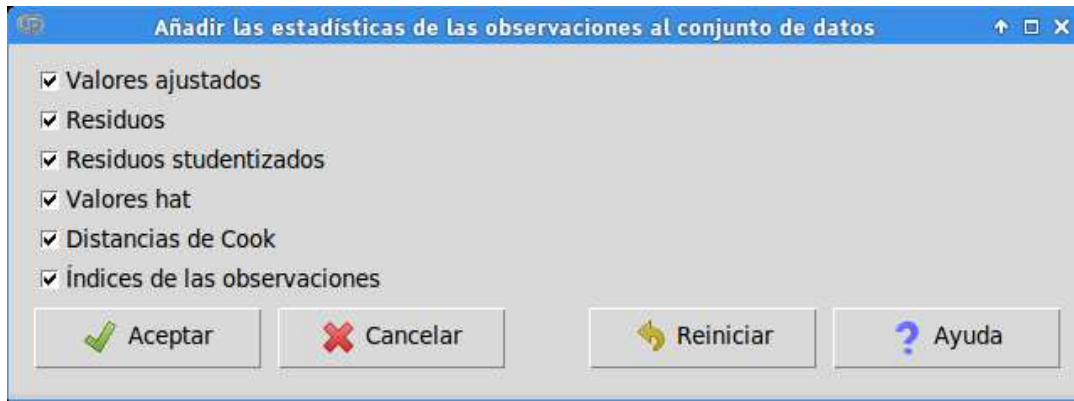 Añadir las estadísticas de las observaciones al conjunto de datos
Valores ajustados
Residuos
Residuos studentizados
Valores hat
Distancias de Cook
Índices de las observaciones
Aceptar Cancelar Reiniciar ? Ayuda